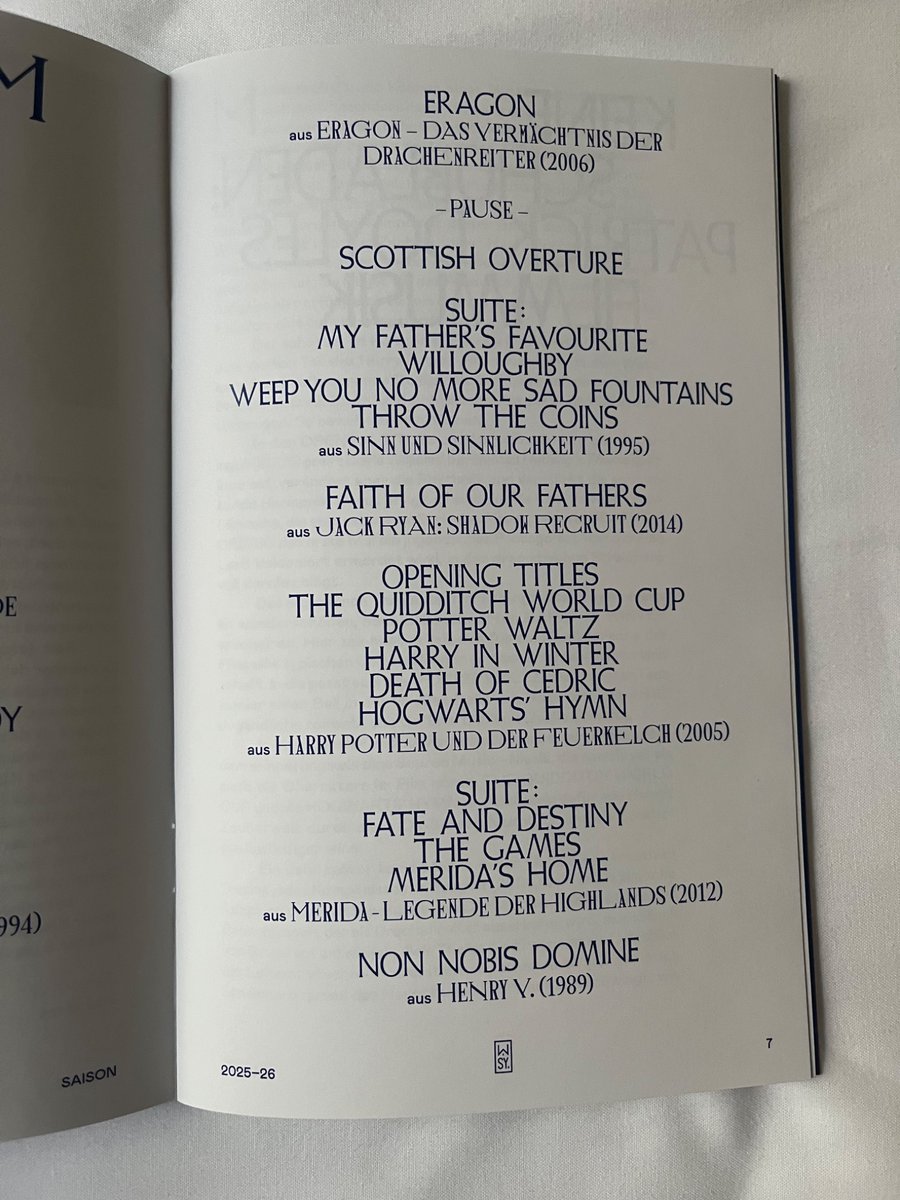 M
DE
DY
994)
SAISON
ERAGON
aus ERAGON – DAS VERMÄCHTNIS DER
DRACHENREITER (2006)
– PAUSE –
SCOTTISH OVERTURE
SUITE:
MY FATHER'S FAVOURITE
WILLOUGHBY
WEEP YOU NO MORE SAD FOUNTAINS
THROW THE COINS
aus SINN UND SINNLICHKEIT (1995)
FAITH OF OUR FATHERS
aus JACK RYAN: SHADOW RECRUIT (2014)
OPENING TITLES
THE QUIDDITCH WORLD CUP
POTTER WALTZ
HARRY IN WINTER
DEATH OF CEDRIC
HOGWARTS' HYMN
aus HARRY POTTER UND DER FEUERKELCH (2005)
SUITE:
FATE AND DESTINY
THE GAMES
MERIDA'S HOME
aus MERIDA - LEGENDE DER HIGHLANDS (2012)
NON NOBIS DOMINE
aus HENRY V. (1989)
2025–26
W
SY.
7